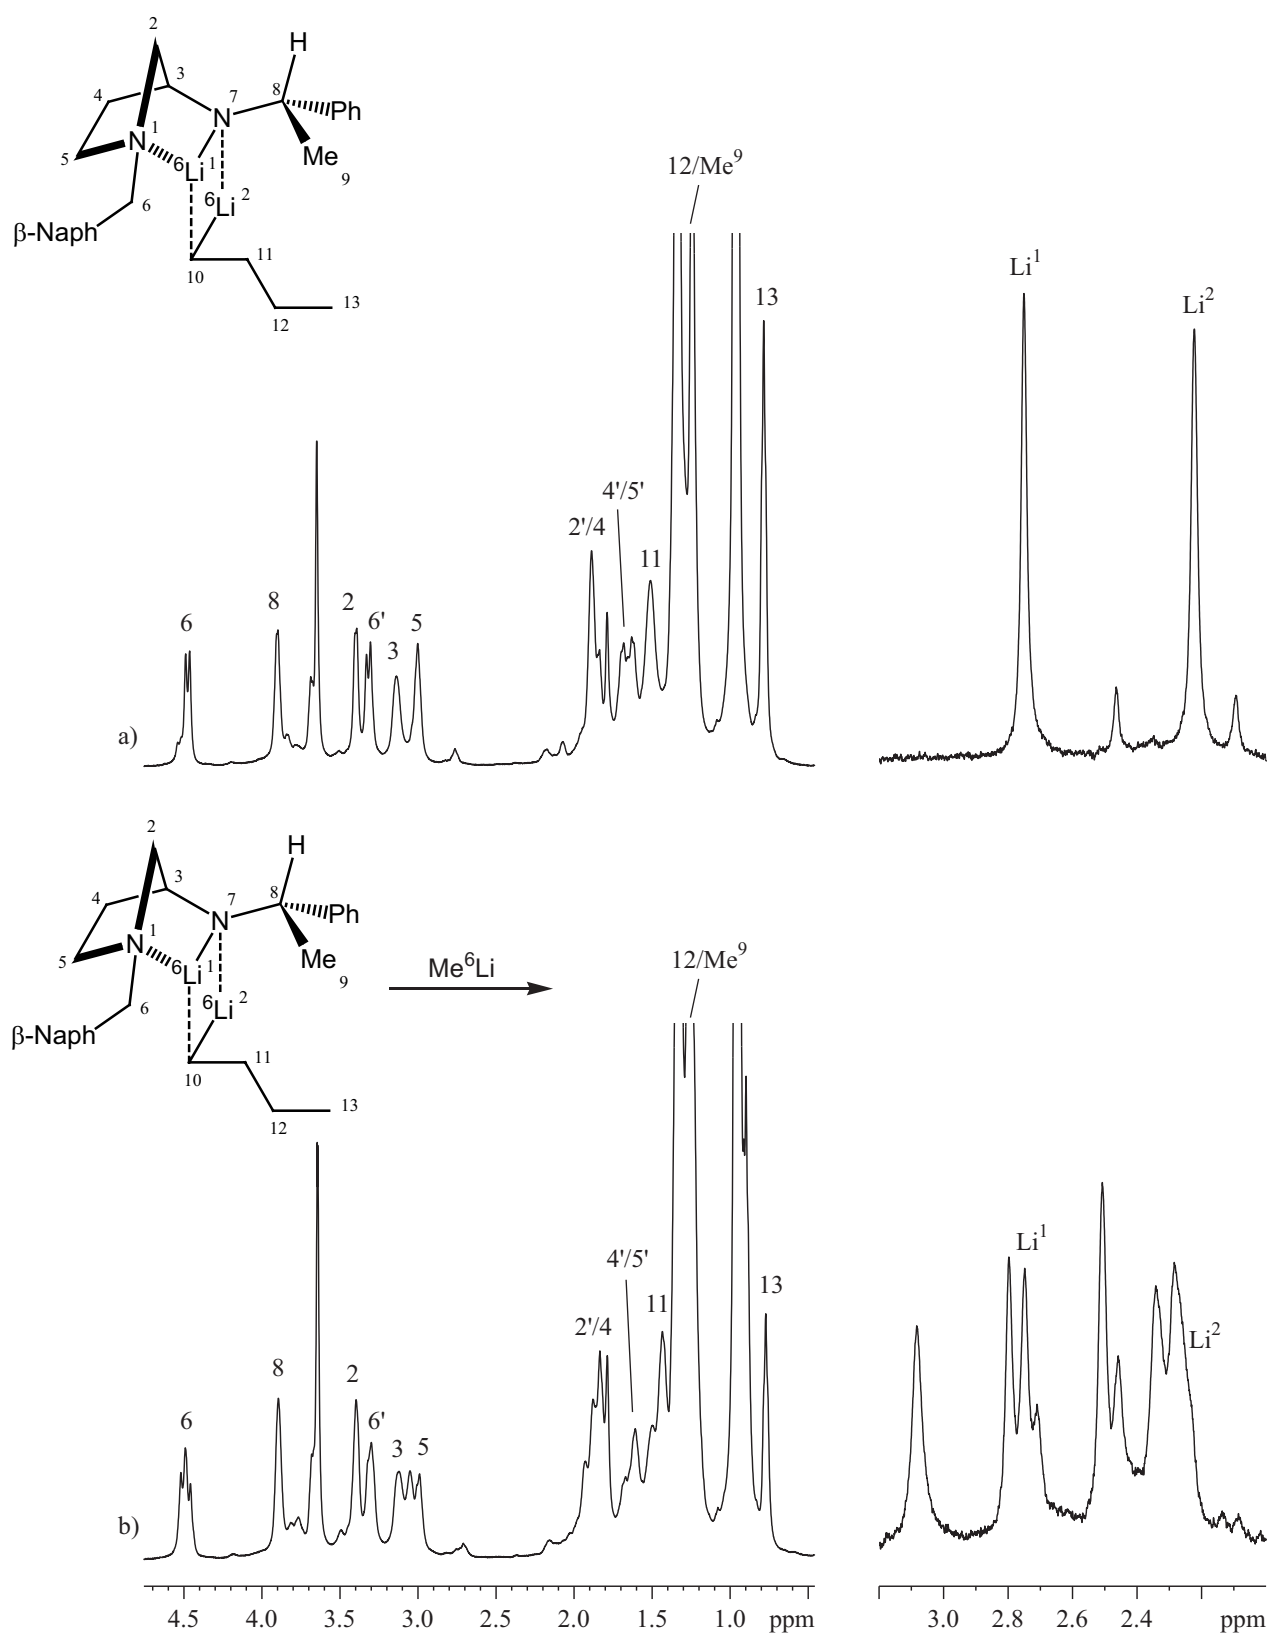 2
H
3
4
7
8
N
Ph
N
1
5
⁶Li
1
Me
9
⁶Li
2
6
β-Naph
11
10
13
12
12/Me⁹
Li¹
Li²
13
4'/5'
2'/4
11
6
8
2
6'
3
5
a)
2
H
3
4
7
8
N
Ph
N
1
5
⁶Li
1
Me
9
⁶Li
2
6
β-Naph
11
10
13
12
Me⁶Li
12/Me⁹
Li¹
Li²
4'/5'
13
11
2'/4
8
2
6
6'
3
5
b)
4.5 4.0 3.5 3.0 2.5 2.0 1.5 1.0 ppm
3.0 2.8 2.6 2.4 ppm